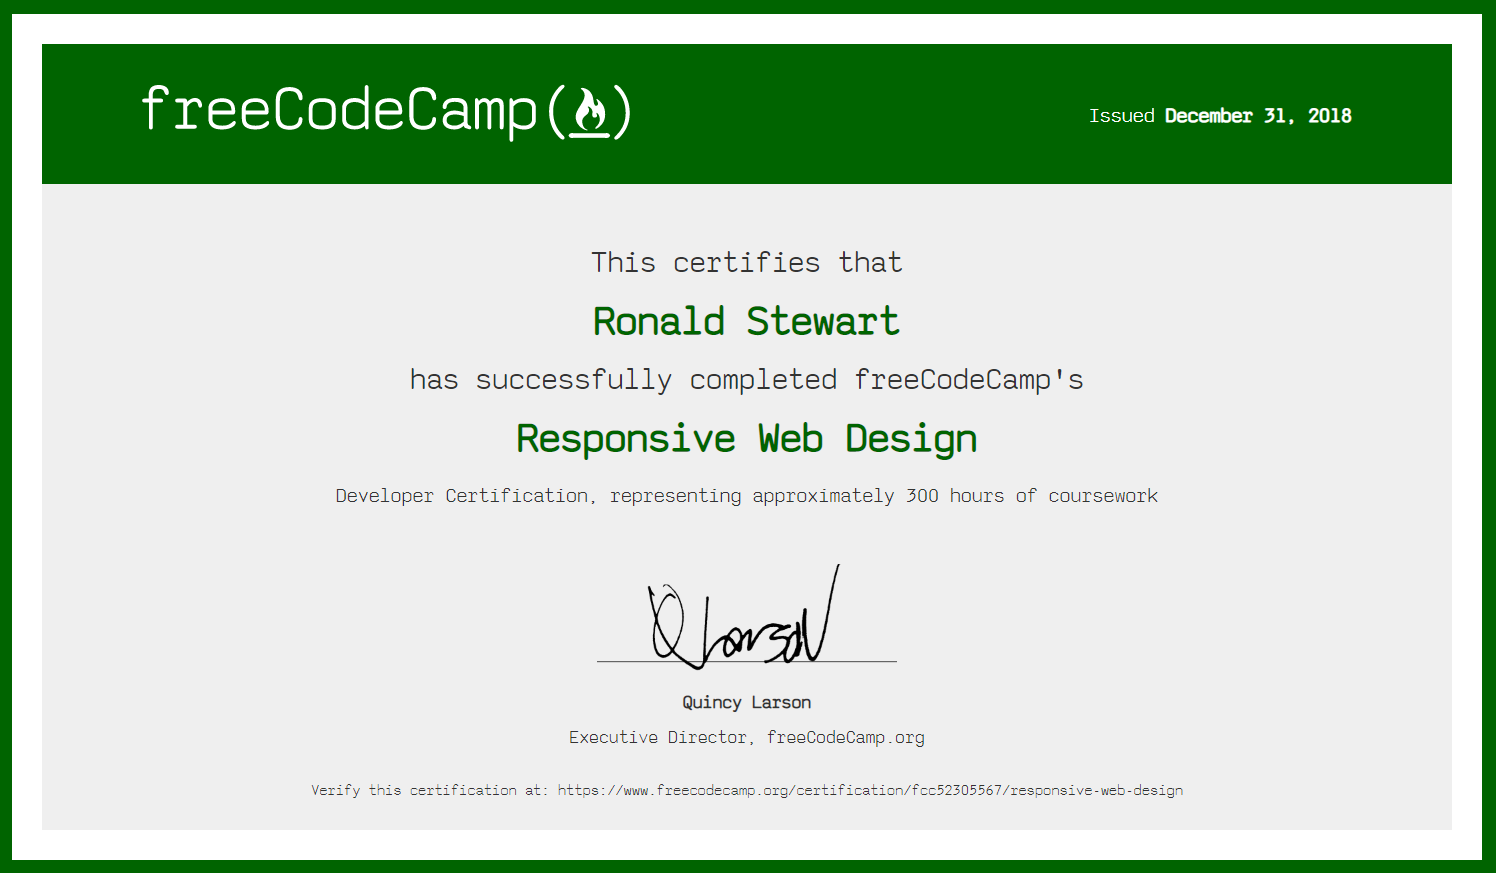 freeCodeCamp(🔥)
Issued December 31, 2018
This certifies that
Ronald Stewart
has successfully completed freeCodeCamp's
Responsive Web Design
Developer Certification, representing approximately 300 hours of coursework
Q Larson
Quincy Larson
Executive Director, freeCodeCamp.org
Verify this certification at: https://www.freecodecamp.org/certification/fcc52305567/responsive-web-design